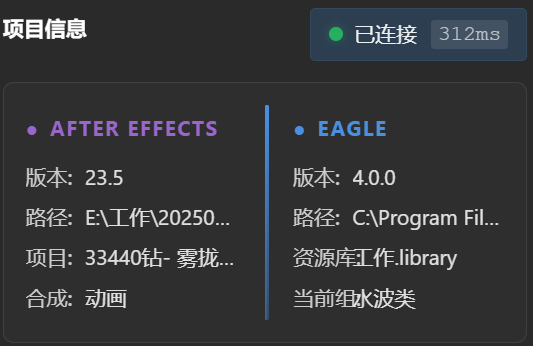 项目信息
已连接 312ms
AFTER EFFECTS
版本: 23.5
路径: E:\工作\20250...
项目: 33440钻- 雾拢...
合成: 动画
EAGLE
版本: 4.0.0
路径: C:\Program Fil...
资源库: 工作.library
当前组: 水波类